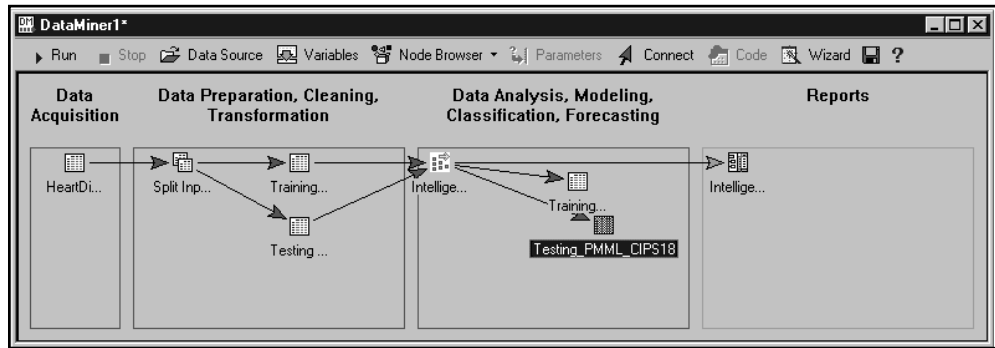 DM DataMiner1*
Run Stop Data Source Variables Node Browser Parameters Connect Code Wizard ?
Data Acquisition
Data Preparation, Cleaning, Transformation
Data Analysis, Modeling, Classification, Forecasting
Reports
HeartDi...
Split Inp...
Training...
Intellige...
Intellige...
Training...
Testing ...
Testing_PMML_CIPS18